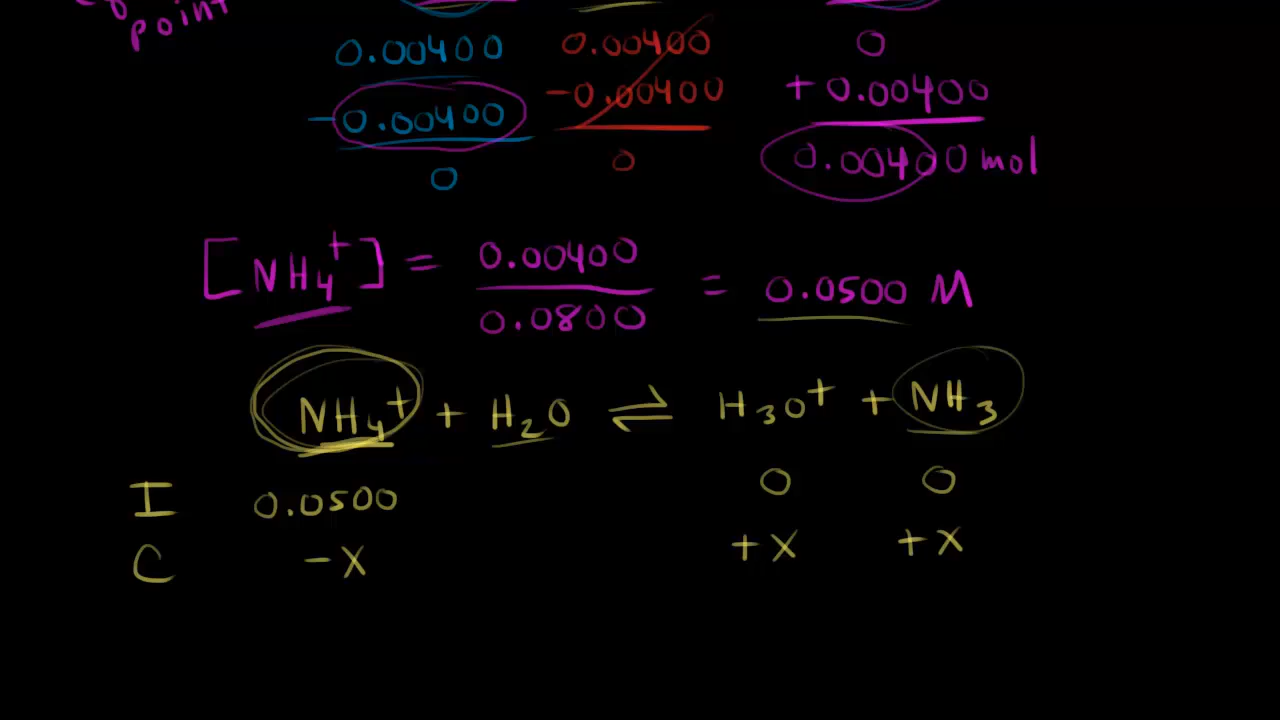 point
0.00400 0.00400 0
-0.00400 -0.00400 +0.00400
0 0 0.00400 mol
[NH₄⁺] = 0.00400 / 0.0800 = 0.0500 M
NH₄⁺ + H₂O ⇌ H₃O⁺ + NH₃
I 0.0500 0 0
C -X +X +X